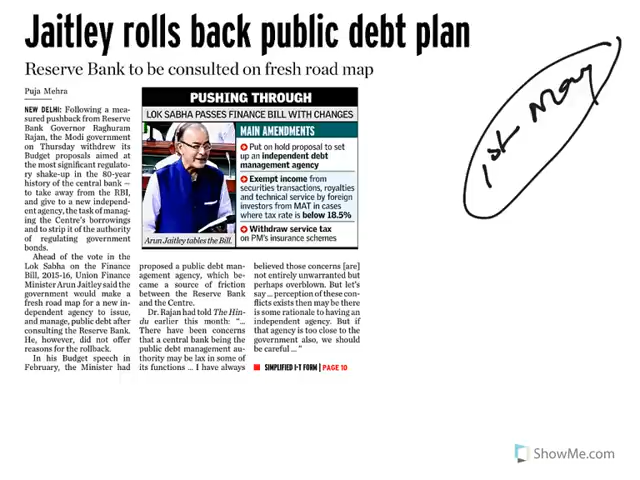 Jaitley rolls back public debt plan
Reserve Bank to be consulted on fresh road map
1st May
Puja Mehra
NEW DELHI: Following a mea-
sured pushback from Reserve
Bank Governor Raghuram
Rajan, the Modi government
on Thursday withdrew its
Budget proposals aimed at
the most significant regulato-
ry shake-up in the 80-year
history of the central bank —
to take away from the RBI,
and give to a new independ-
ent agency, the task of manag-
ing the Centre's borrowings
and to strip it of the authority
of regulating government
bonds.
Ahead of the vote in the
Lok Sabha on the Finance
Bill, 2015-16, Union Finance
Minister Arun Jaitley said the
government would make a
fresh road map for a new in-
dependent agency to issue,
and manage, public debt after
consulting the Reserve Bank.
He, however, did not offer
reasons for the rollback.
In his Budget speech in
February, the Minister had
PUSHING THROUGH
LOK SABHA PASSES FINANCE BILL WITH CHANGES
MAIN AMENDMENTS
Put on hold proposal to set
up an independent debt
management agency
Exempt income from
securities transactions, royalties
and technical service by foreign
investors from MAT in cases
where tax rate is below 18.5%
Withdraw service tax
on PM's insurance schemes
Arun Jaitley tables the Bill.
proposed a public debt man-
agement agency, which be-
came a source of friction
between the Reserve Bank
and the Centre.
Dr. Rajan had told The Hin-
du earlier this month: “...
There have been concerns
that a central bank being the
public debt management au-
thority may be lax in some of
its functions ... I have always
believed those concerns [are]
not entirely unwarranted but
perhaps overblown. But let's
say ... perception of these con-
flicts exists then may be there
is some rationale to having an
independent agency. But if
that agency is too close to the
government also, we should
be careful ... ”
SIMPLIFIED I-T FORM | PAGE 10
ShowMe.com